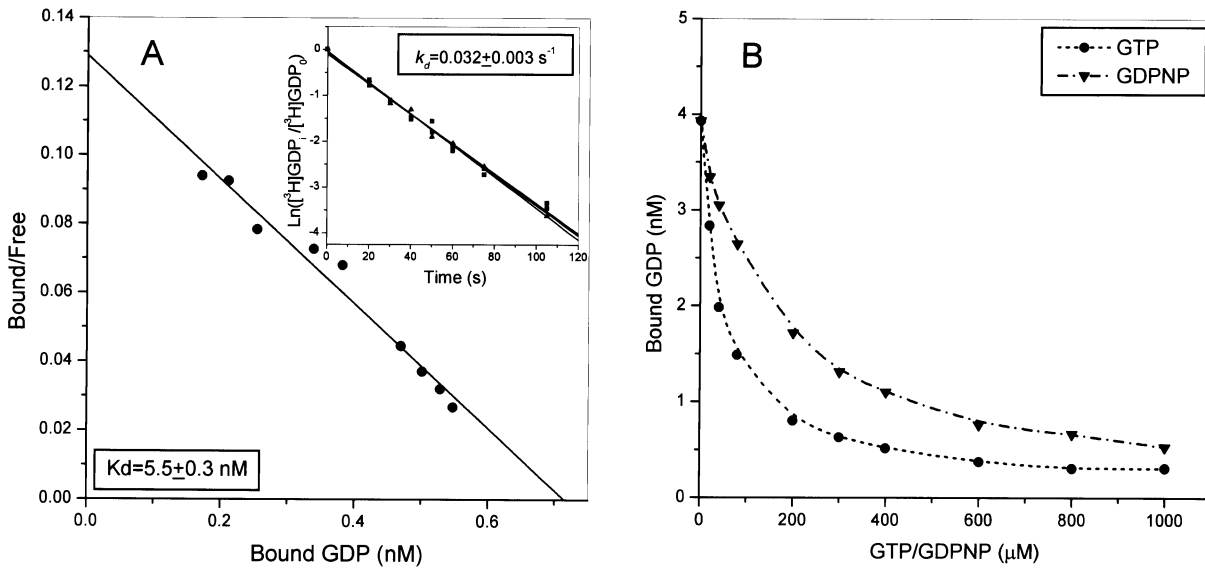 A
0.14
0.12
0.10
0.08
0.06
0.04
0.02
0.00
Bound/Free
0.0 0.2 0.4 0.6
Bound GDP (nM)
Kd=5.5±0.3 nM
k_d=0.032±0.003 s⁻¹
Ln([³H]GDP_i/[³H]GDP_0)
0
-1
-2
-3
-4
0 20 40 60 80 100 120
Time (s)
B
GTP
GDPNP
5
4
3
2
1
0
Bound GDP (nM)
0 200 400 600 800 1000
GTP/GDPNP (μM)